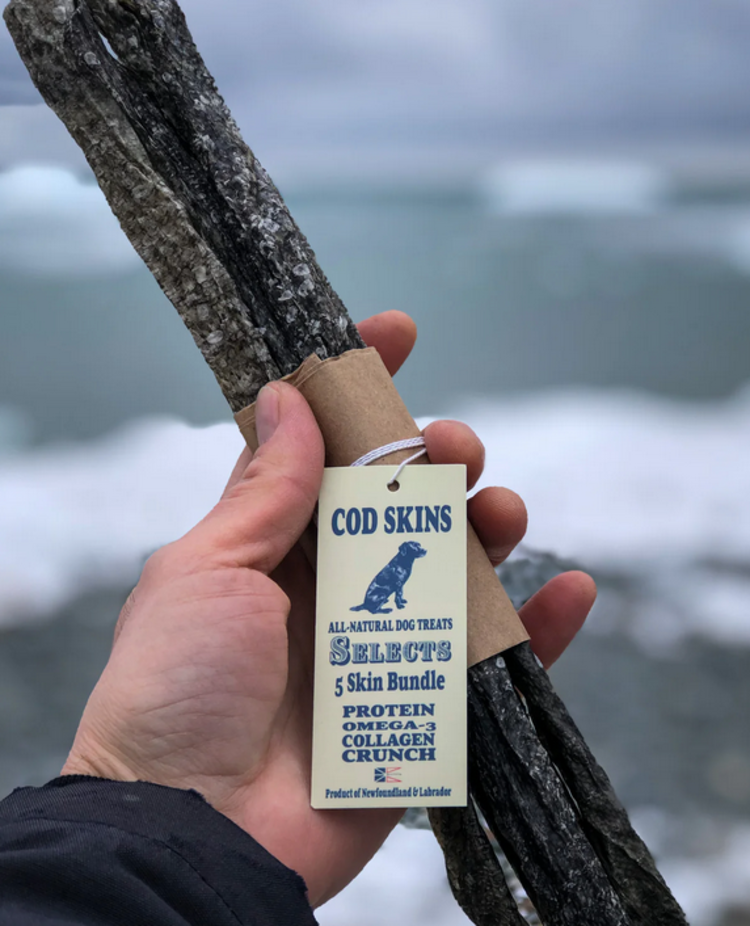 COD SKINS
ALL-NATURAL DOG TREATS
SELECTS
5 Skin Bundle
PROTEIN
OMEGA-3
COLLAGEN
CRUNCH
Product of Newfoundland & Labrador